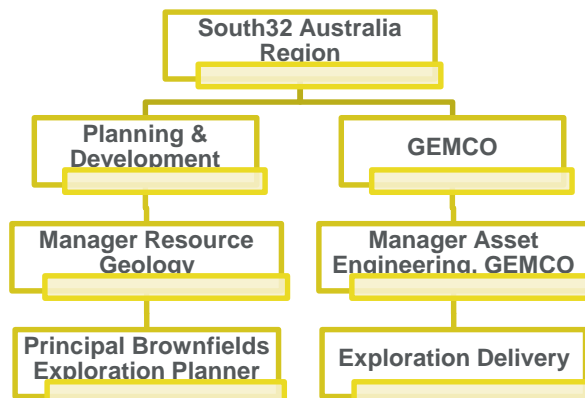 South32 Australia
Region
Planning &
Development
GEMCO
Manager Resource
Geology
Manager Asset
Engineering, GEMCO
Principal Brownfields
Exploration Planner
Exploration Delivery